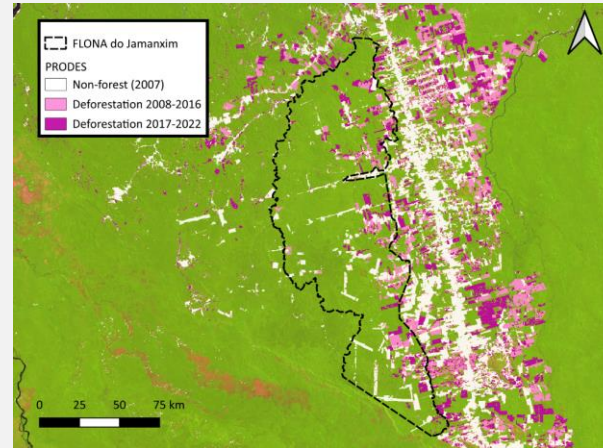 FLONA do Jamanxim
PRODES
Non-forest (2007)
Deforestation 2008-2016
Deforestation 2017-2022
0 25 50 75 km